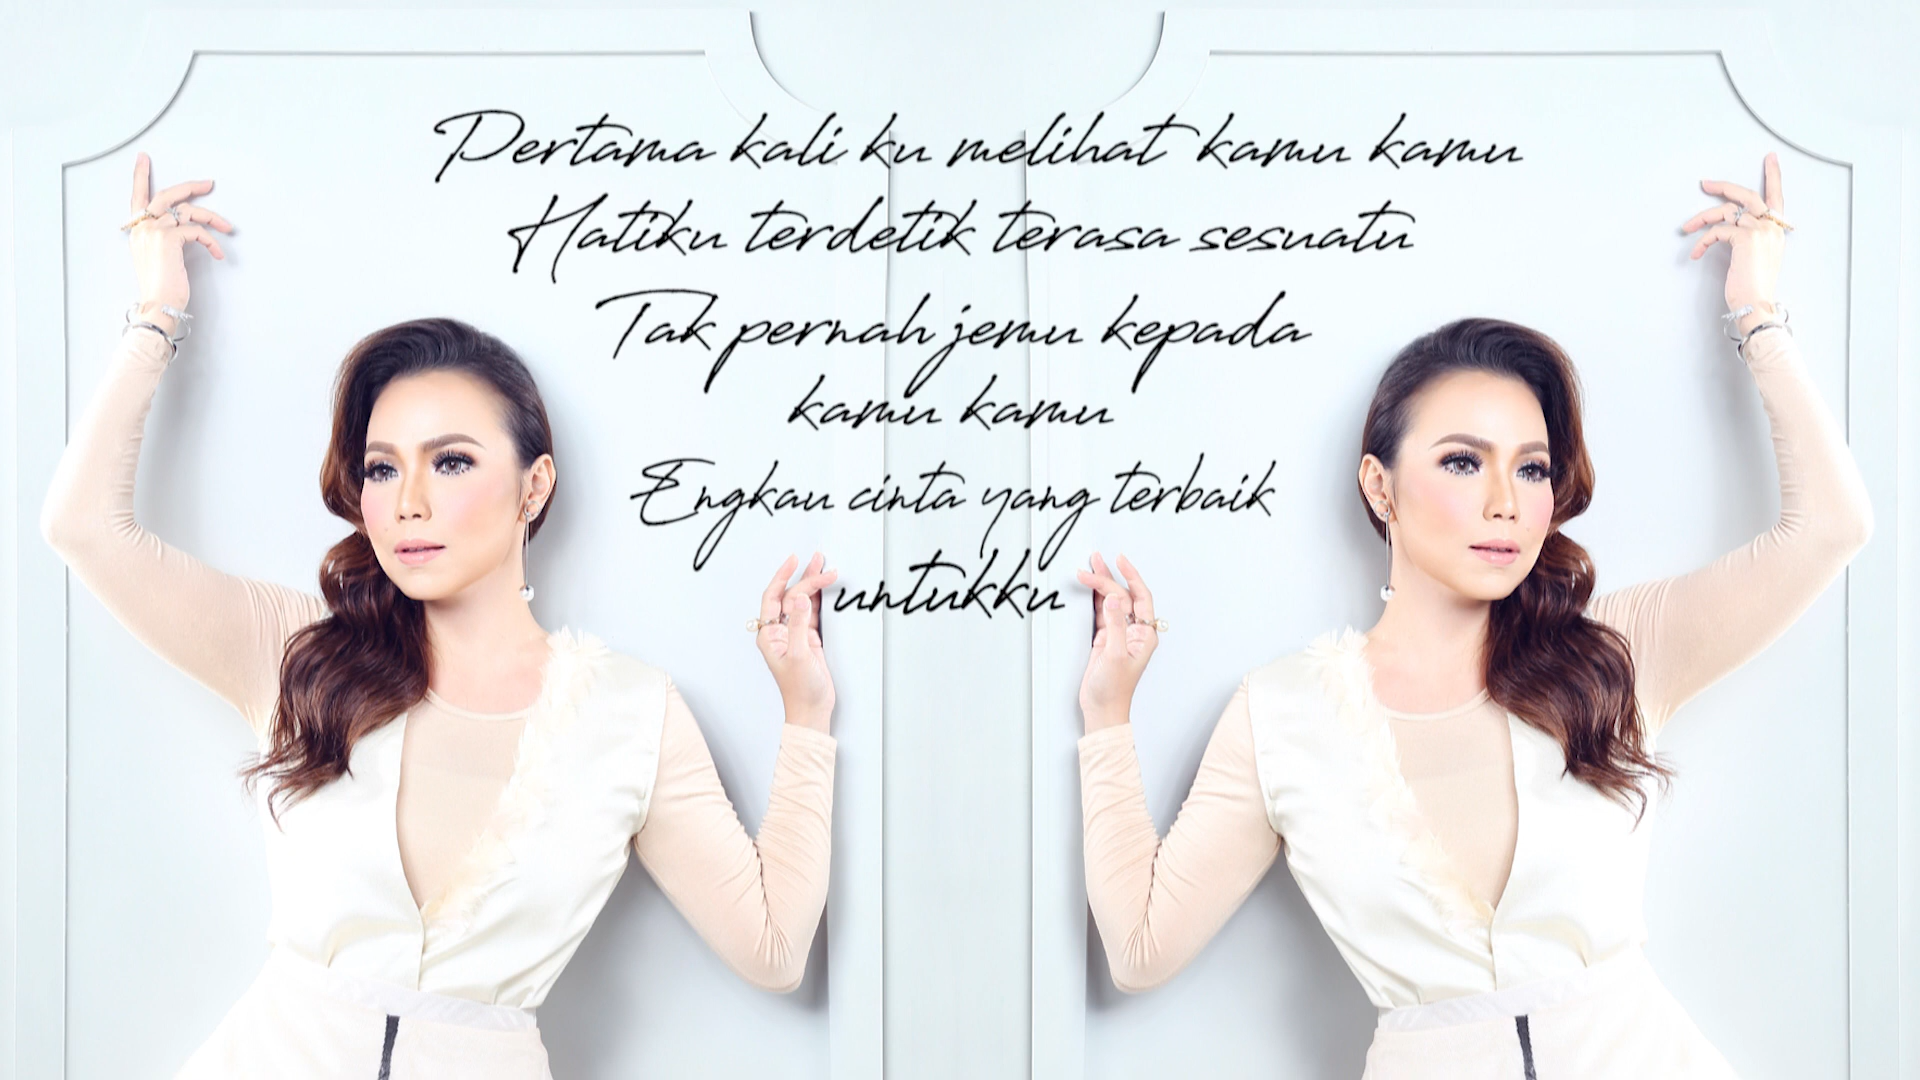 Pertama kali ku melihat kamu kamu
Hatiku terdetik terasa sesuatu
Tak pernah jemu kepada
kamu kamu
Engkau cinta yang terbaik
untukku